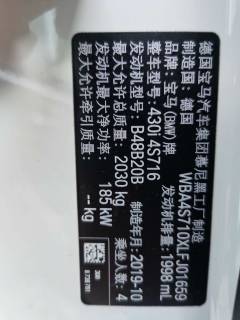 德国宝马汽车集团慕尼黑工厂制造
制造国：德国 WBA4S710XLFJ01659
品牌：宝马(BMW)牌 发动机排量：1998 mL
整车型号：430i 4S716
发动机型号：B48B20B 制造年月：2019-10
最大允许总质量：2030 kg 乘坐人数：4
发动机最大净功率：185 kW
最大允许牵引质量：-- kg